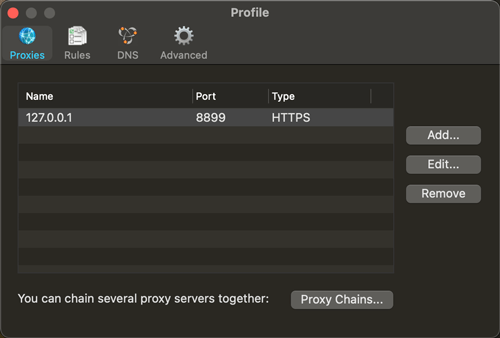 Profile
Proxies Rules DNS Advanced
Name Port Type
127.0.0.1 8899 HTTPS
Add...
Edit...
Remove
You can chain several proxy servers together: Proxy Chains...